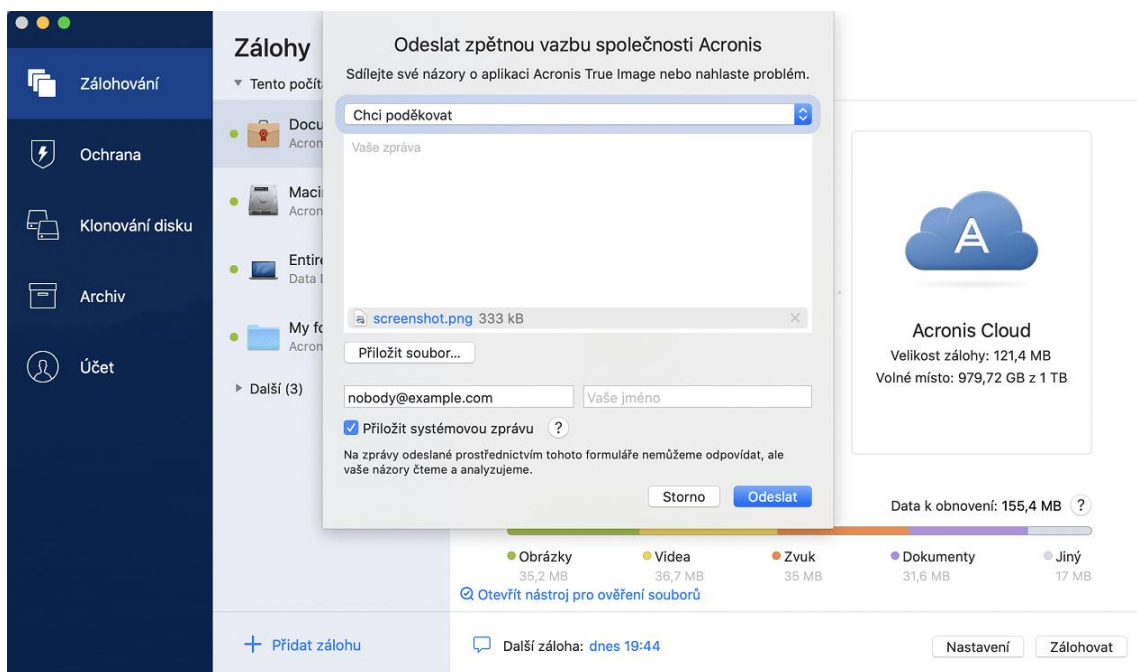 Zálohování
Ochrana
Klonování disku
Archiv
Účet
Zálohy
Tento počít
Docu
Acron
Maci
Acron
Entire
Data
My fo
Acron
Další (3)
Přidat zálohu
Odeslat zpětnou vazbu společnosti Acronis
Sdílejte své názory o aplikaci Acronis True Image nebo nahlaste problém.
Chci poděkovat
Vaše zpráva
screenshot.png 333 kB
Přiložit soubor...
nobody@example.com
Vaše jméno
Přiložit systémovou zprávu ?
Na zprávy odeslané prostřednictvím tohoto formuláře nemůžeme odpovídat, ale
vaše názory čteme a analyzujeme.
Storno
Odeslat
A
Acronis Cloud
Velikost zálohy: 121,4 MB
Volné místo: 979,72 GB z 1 TB
Data k obnovení: 155,4 MB ?
Obrázky
35,2 MB
Videa
36,7 MB
Zvuk
35 MB
Dokumenty
31,6 MB
Jiný
17 MB
Otevřít nástroj pro ověření souborů
Další záloha: dnes 19:44
Nastavení
Zálohovat